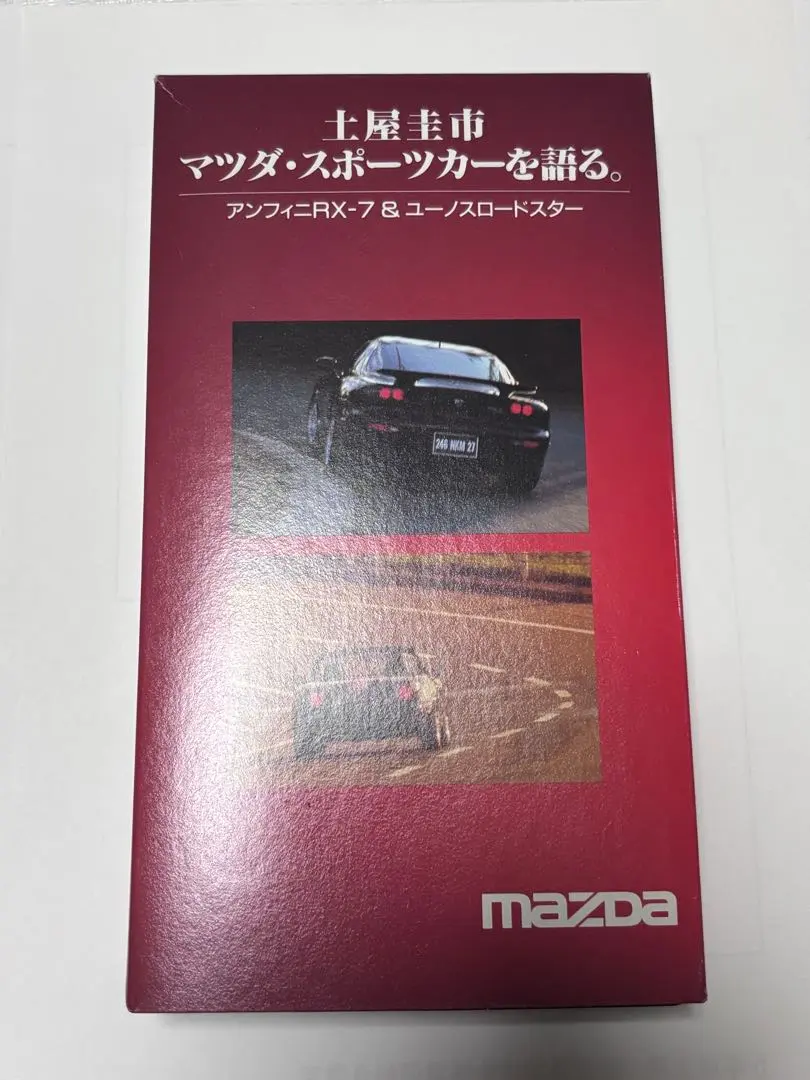 土屋圭市
マツダ・スポーツカーを語る。
アンフィニRX-7 & ユーノスロードスター
246 NKM 27
mazda